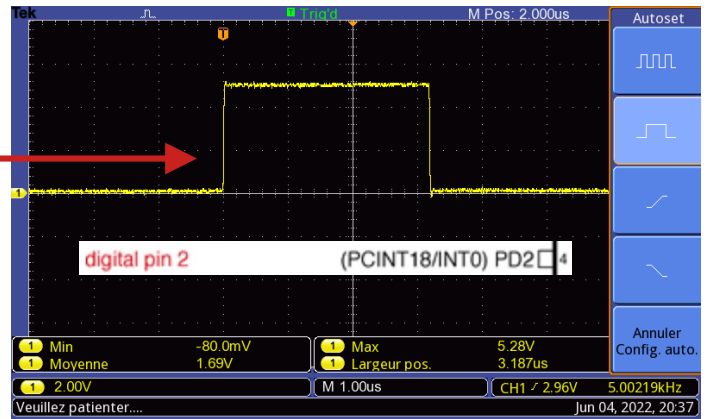 Tek T Trig'd M Pos: 2.000us Autoset
T
1
digital pin 2 (PCINT18/INT0) PD2 4
Annuler
Config. auto.
1 Min -80.0mV 1 Max 5.28V
1 Moyenne 1.69V 1 Largeur pos. 3.187us
1 2.00V M 1.00us CH1 2.96V 5.00219kHz
Veuillez patienter.... Jun 04, 2022, 20:37